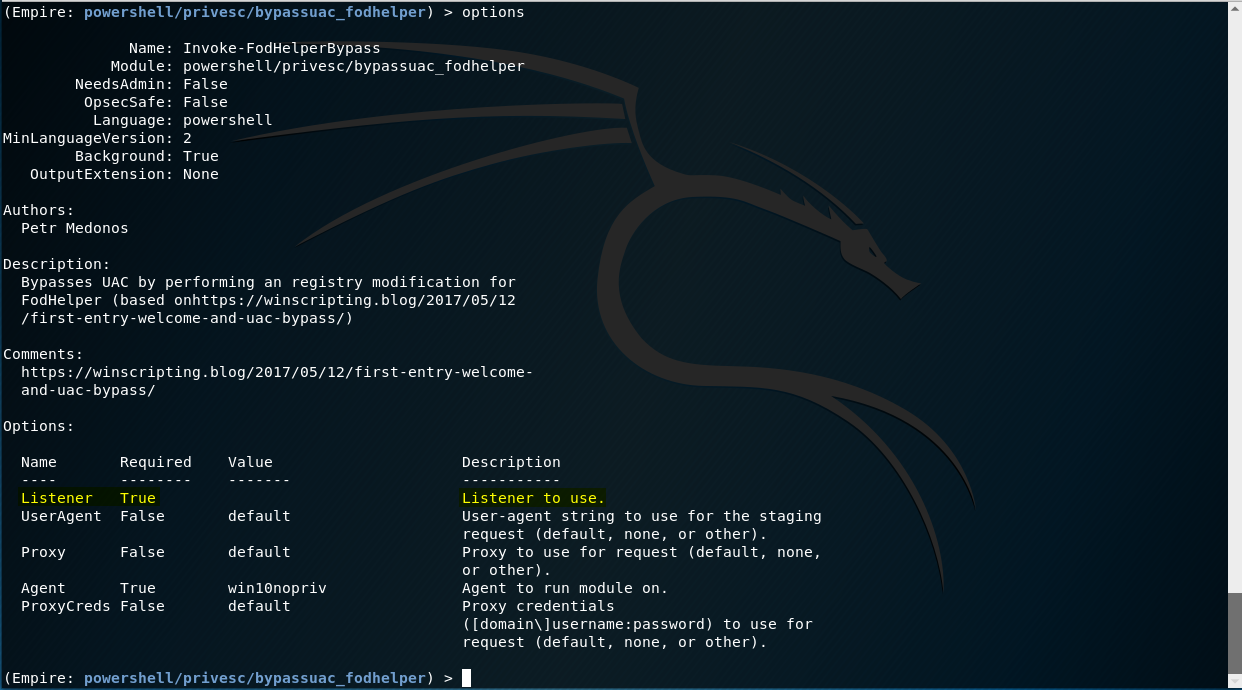 (Empire: powershell/privesc/bypassuac_fodhelper) > options
Name: Invoke-FodHelperBypass
Module: powershell/privesc/bypassuac_fodhelper
NeedsAdmin: False
OpsecSafe: False
Language: powershell
MinLanguageVersion: 2
Background: True
OutputExtension: None
Authors:
Petr Medonos
Description:
Bypasses UAC by performing an registry modification for
FodHelper (based onhttps://winscripting.blog/2017/05/12
/first-entry-welcome-and-uac-bypass/)
Comments:
https://winscripting.blog/2017/05/12/first-entry-welcome-
and-uac-bypass/
Options:
Name Required Value Description
---- -------- ------- -----------
Listener True Listener to use.
UserAgent False default User-agent string to use for the staging
request (default, none, or other).
Proxy False default Proxy to use for request (default, none,
or other).
Agent True win10nopriv Agent to run module on.
ProxyCreds False default Proxy credentials
([domain\]username:password) to use for
request (default, none, or other).
(Empire: powershell/privesc/bypassuac_fodhelper) >